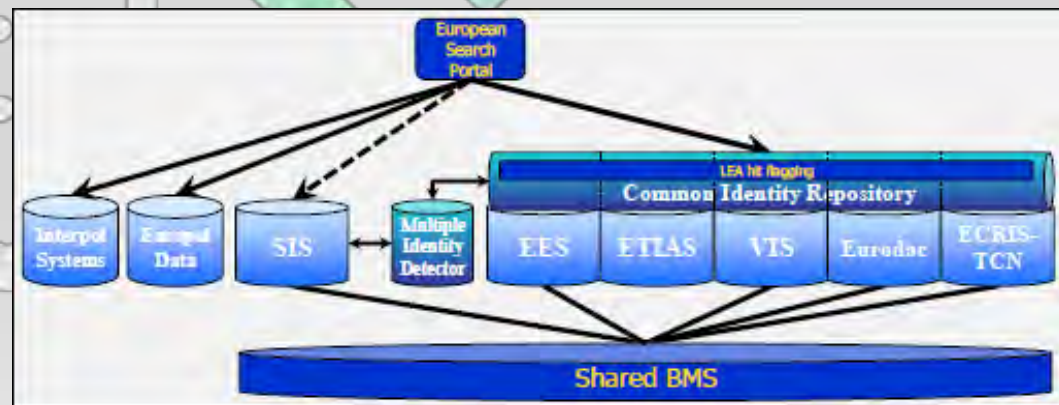 European
Search
Portal
LEA hit flagging
Common Identity Repository
Interpol
Systems
Europol
Data
SIS
Multiple
Identity
Detector
EES
ETIAS
VIS
Eurodac
ECRIS-
TCN
Shared BMS